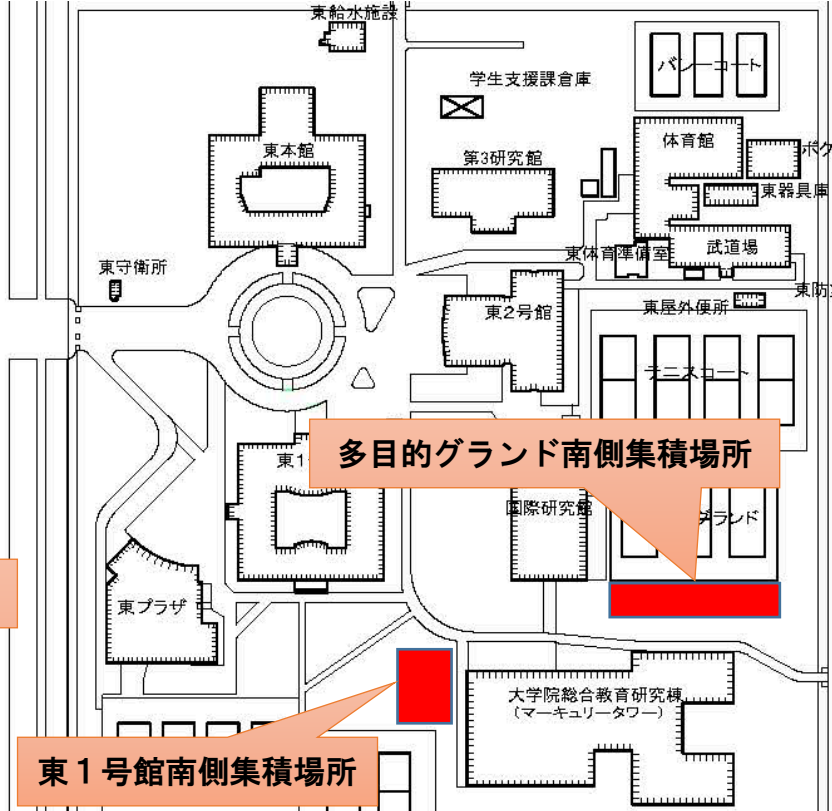 東給水施設
学生支援課倉庫
バレーコート
東本館
第3研究館
体育館
ポケ
東器具庫
東守衛所
東体育準備室
武道場
東2号館
東屋外便所
東防
テニスコート
多目的グランド南側集積場所
東1
国際研究館
グランド
東プラザ
大学院総合教育研究棟
(マーキュリータワー)
東１号館南側集積場所